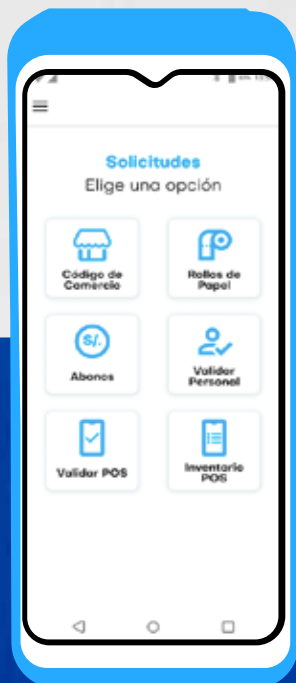 Solicitudes
Elige una opción
Código de
Comercio
Rollos de
Papel
S/.
Abonos
Validar
Personal
Validar POS
Inventario
POS